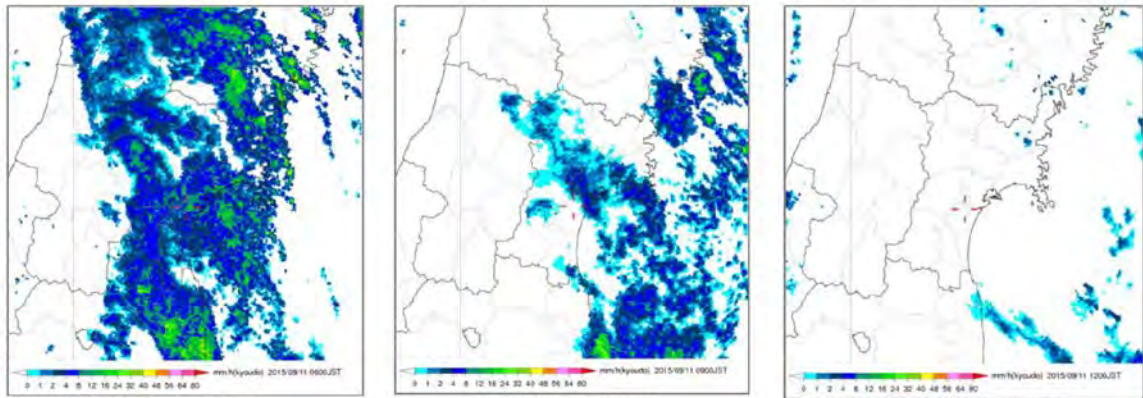 mm/h(kyoudo) 2015/09/11 0600JST
0 1 2 4 8 12 16 24 32 40 48 56 64 80
mm/h(kyoudo) 2015/09/11 0900JST
0 1 2 4 8 12 16 24 32 40 48 56 64 80
mm/h(kyoudo) 2015/09/11 1200JST
0 1 2 4 8 12 16 24 32 40 48 56 64 80